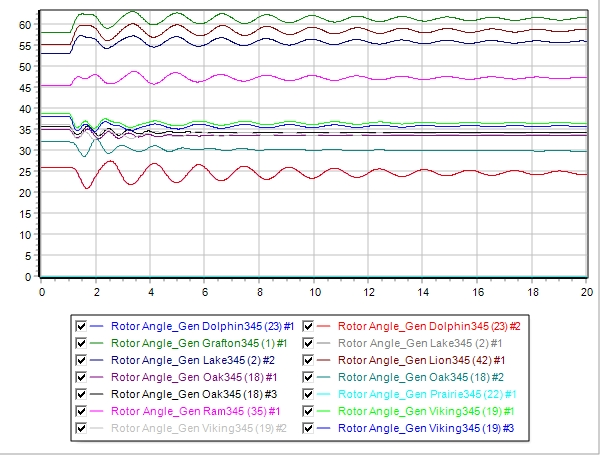 60
55
50
45
40
35
30
25
20
15
10
5
0
0 2 4 6 8 10 12 14 16 18 20
Rotor Angle_Gen Dolphin345 (23) #1 Rotor Angle_Gen Dolphin345 (23) #2
Rotor Angle_Gen Grafton345 (1) #1 Rotor Angle_Gen Lake345 (2) #1
Rotor Angle_Gen Lake345 (2) #2 Rotor Angle_Gen Lion345 (42) #1
Rotor Angle_Gen Oak345 (18) #1 Rotor Angle_Gen Oak345 (18) #2
Rotor Angle_Gen Oak345 (18) #3 Rotor Angle_Gen Prairie345 (22) #1
Rotor Angle_Gen Ram345 (35) #1 Rotor Angle_Gen Viking345 (19) #1
Rotor Angle_Gen Viking345 (19) #2 Rotor Angle_Gen Viking345 (19) #3